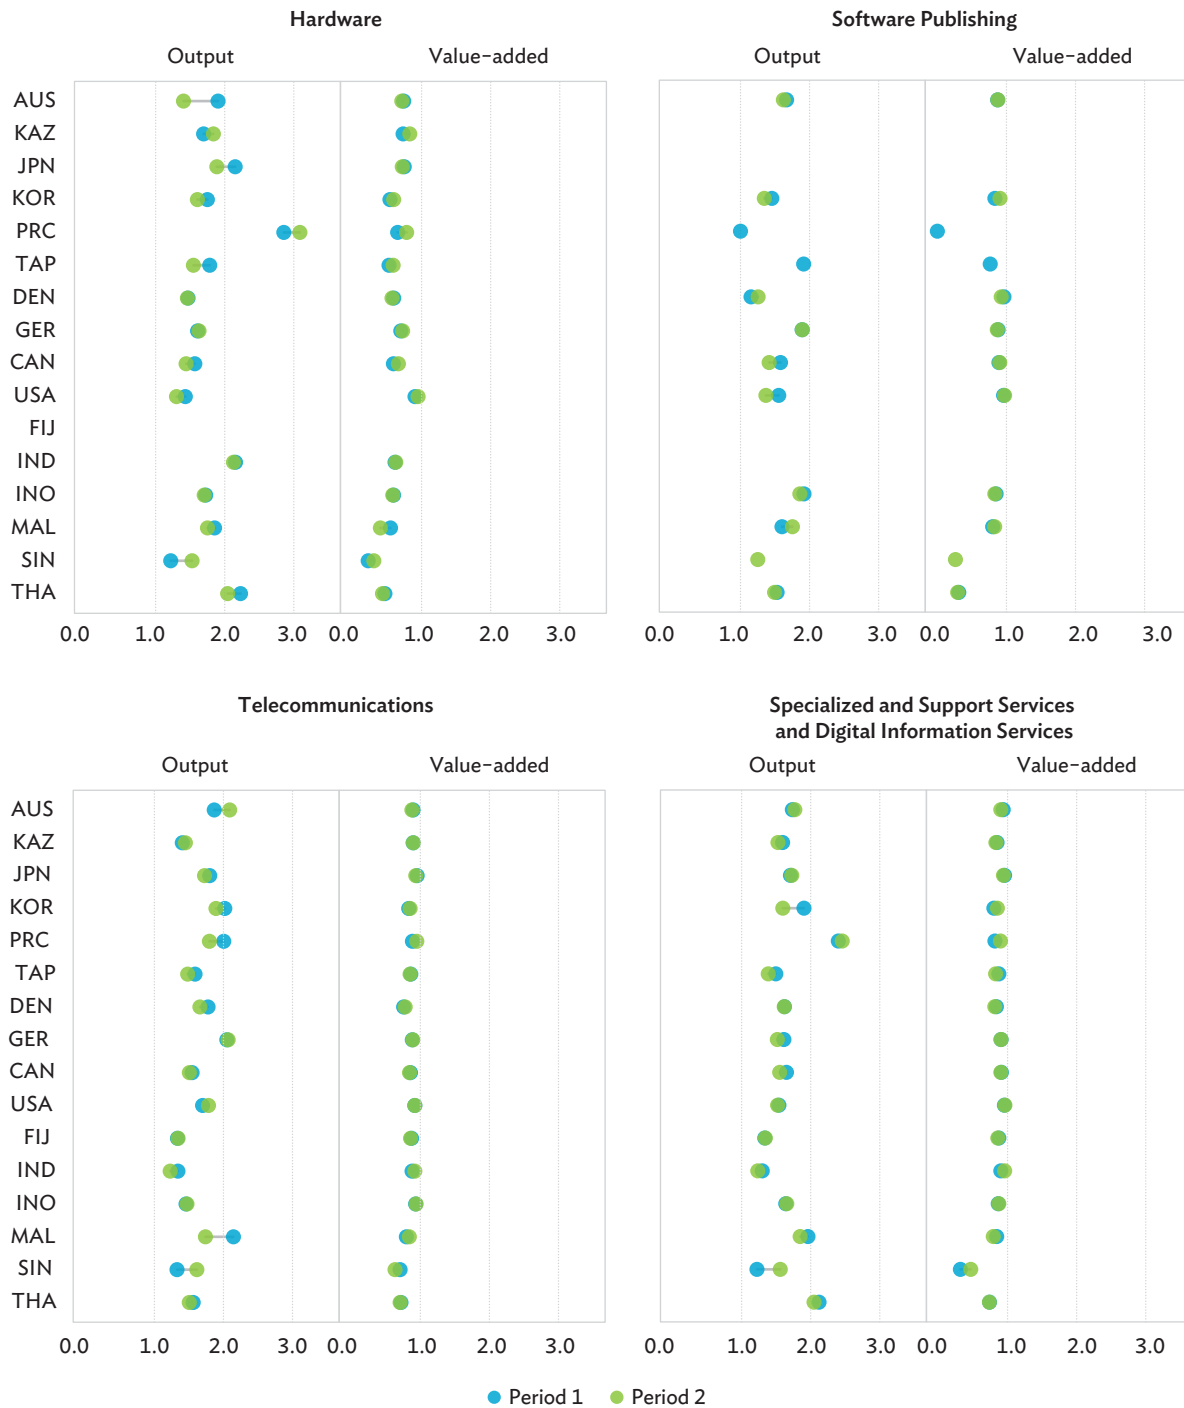 Hardware
Software Publishing
Output
Value-added
Output
Value-added
AUS
KAZ
JPN
KOR
PRC
TAP
DEN
GER
CAN
USA
FIJ
IND
INO
MAL
SIN
THA
0.0 1.0 2.0 3.0 0.0 1.0 2.0 3.0
0.0 1.0 2.0 3.0 0.0 1.0 2.0 3.0
Telecommunications
Specialized and Support Services
and Digital Information Services
Output
Value-added
Output
Value-added
AUS
KAZ
JPN
KOR
PRC
TAP
DEN
GER
CAN
USA
FIJ
IND
INO
MAL
SIN
THA
0.0 1.0 2.0 3.0 0.0 1.0 2.0 3.0
0.0 1.0 2.0 3.0 0.0 1.0 2.0 3.0
Period 1 Period 2